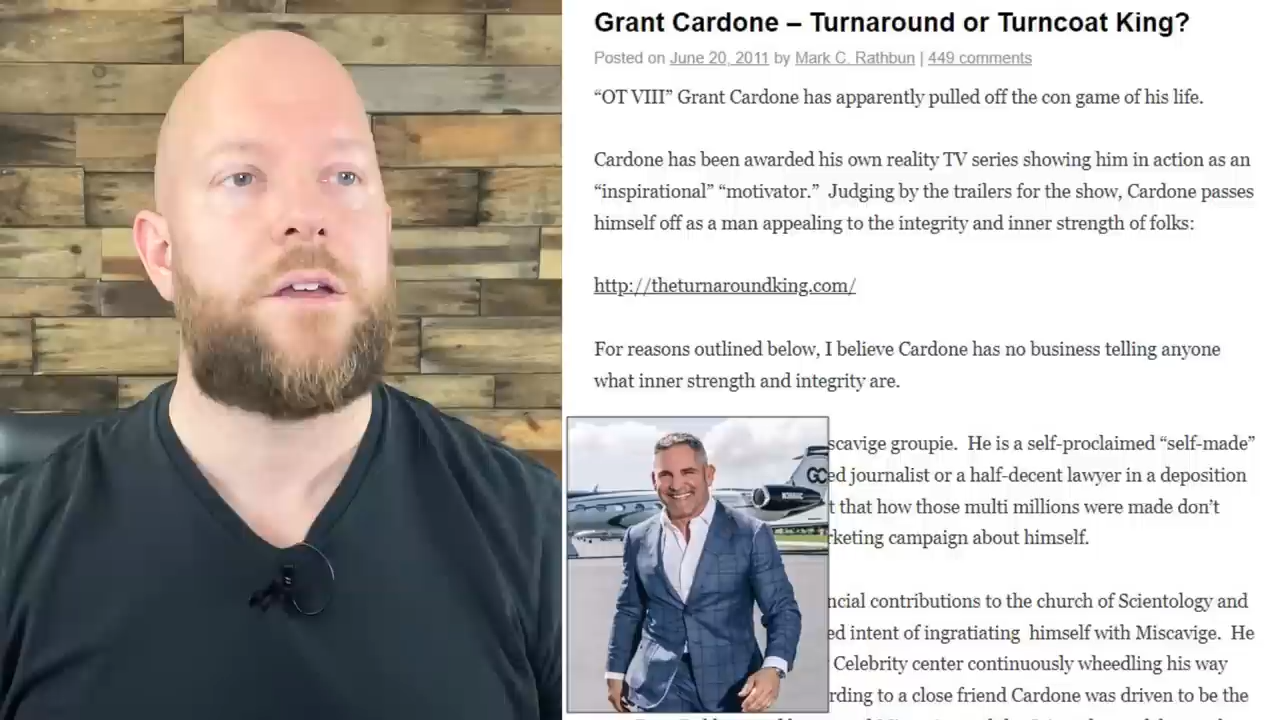 Grant Cardone – Turnaround or Turncoat King?
Posted on June 20, 2011 by Mark C. Rathbun | 449 comments
“OT VIII” Grant Cardone has apparently pulled off the con game of his life.
Cardone has been awarded his own reality TV series showing him in action as an
“inspirational” “motivator.”  Judging by the trailers for the show, Cardone passes
himself off as a man appealing to the integrity and inner strength of folks:
http://theturnaroundking.com/
For reasons outlined below, I believe Cardone has no business telling anyone
what inner strength and integrity are.
scavige groupie.  He is a self-proclaimed “self-made”
ed journalist or a half-decent lawyer in a deposition
t that how those multi millions were made don’t
rketing campaign about himself.
GC
ncial contributions to the church of Scientology and
ed intent of ingratiating  himself with Miscavige.  He
Celebrity center continuously wheedling his way
rding to a close friend Cardone was driven to be the